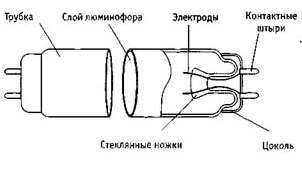 Трубка
Слой люминофора
Электроды
Контактные
штыри
Стеклянные ножки
Цоколь